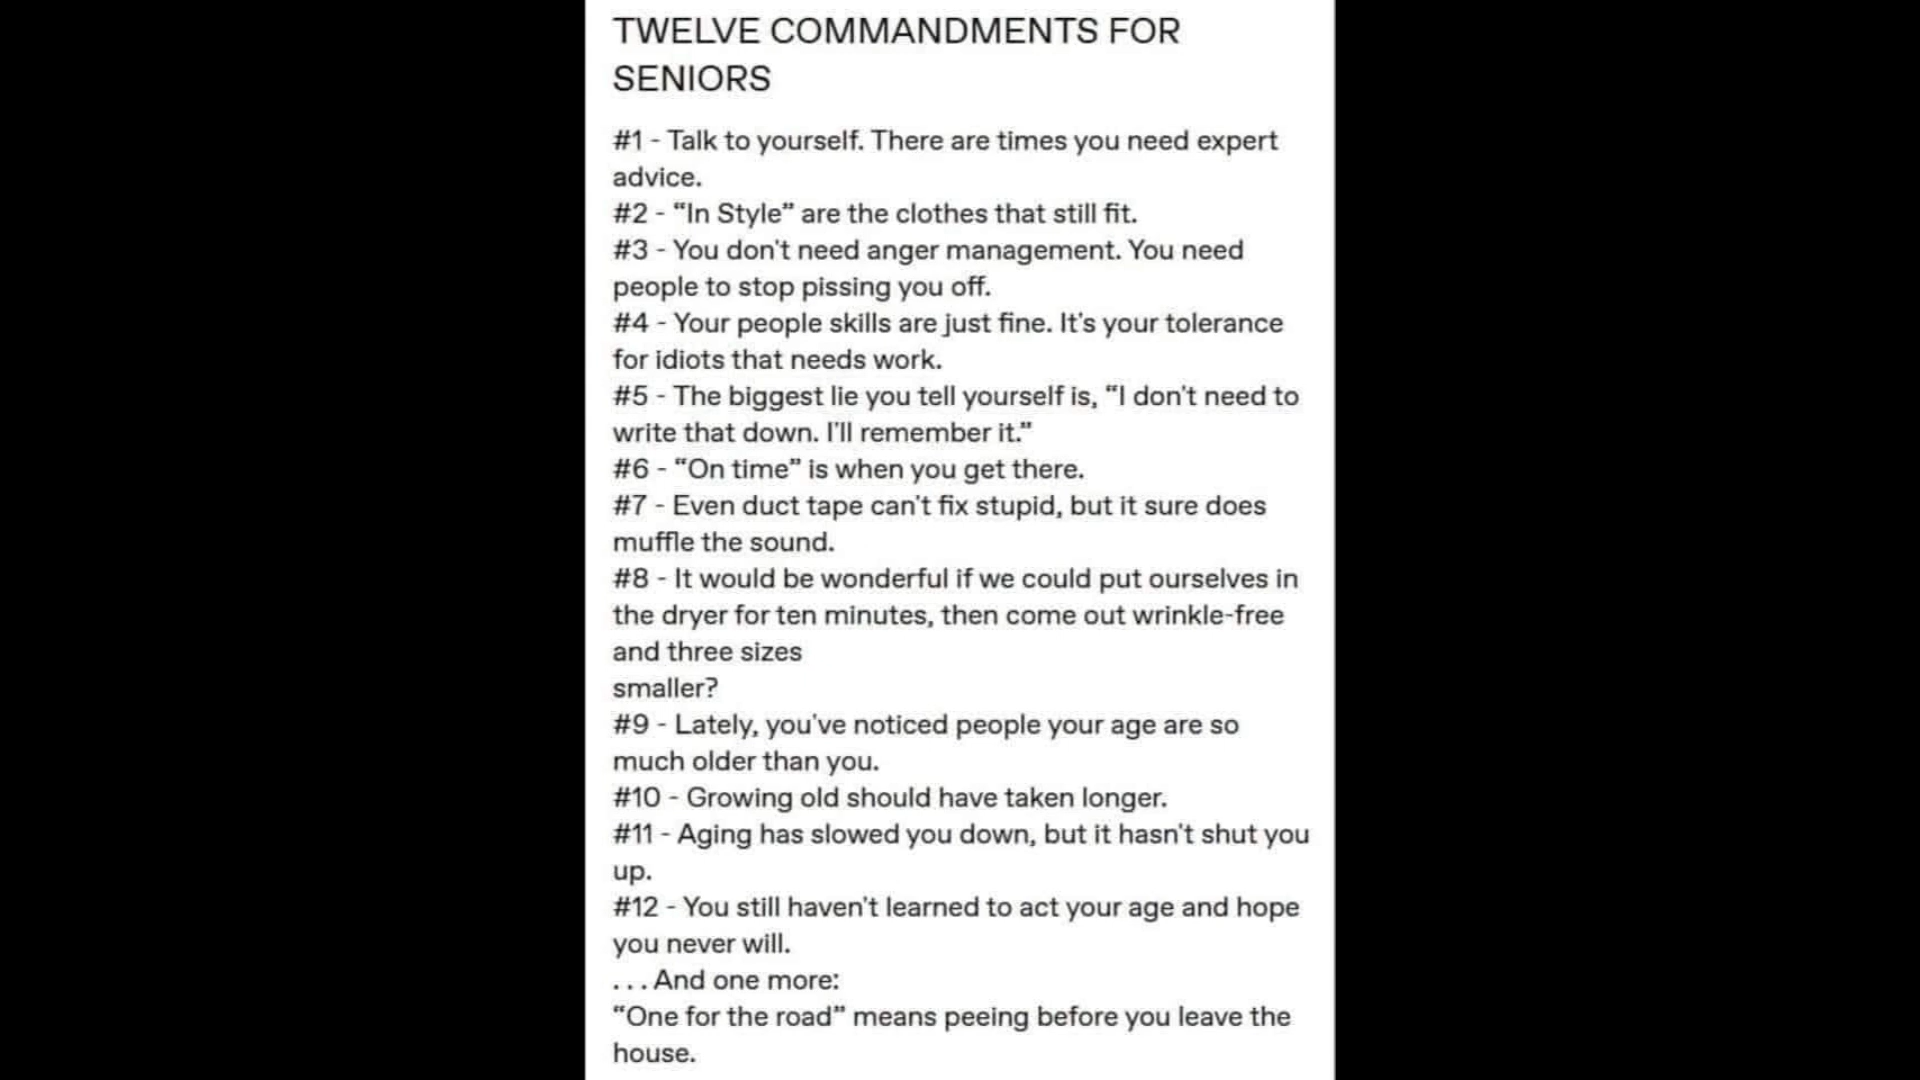 TWELVE COMMANDMENTS FOR
SENIORS
#1 - Talk to yourself. There are times you need expert
advice.
#2 - “In Style” are the clothes that still fit.
#3 - You don't need anger management. You need
people to stop pissing you off.
#4 - Your people skills are just fine. It's your tolerance
for idiots that needs work.
#5 - The biggest lie you tell yourself is, “I don't need to
write that down. I'll remember it.”
#6 - “On time” is when you get there.
#7 - Even duct tape can't fix stupid, but it sure does
muffle the sound.
#8 - It would be wonderful if we could put ourselves in
the dryer for ten minutes, then come out wrinkle-free
and three sizes
smaller?
#9 - Lately, you've noticed people your age are so
much older than you.
#10 - Growing old should have taken longer.
#11 - Aging has slowed you down, but it hasn't shut you
up.
#12 - You still haven't learned to act your age and hope
you never will.
. . . And one more:
“One for the road” means peeing before you leave the
house.